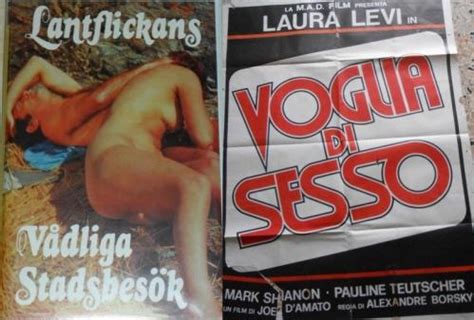 Lantflickans
Vådliga
Stadsbesök
LA M.A.D. FILM PRESENTA
LAURA LEVI IN
VOGLIA
DI
SESSO
MARK SHANON • PAULINE TEUTSCHER
UN FILM DI JOE D'AMATO REGIA DI ALEXANDRE BORSKY